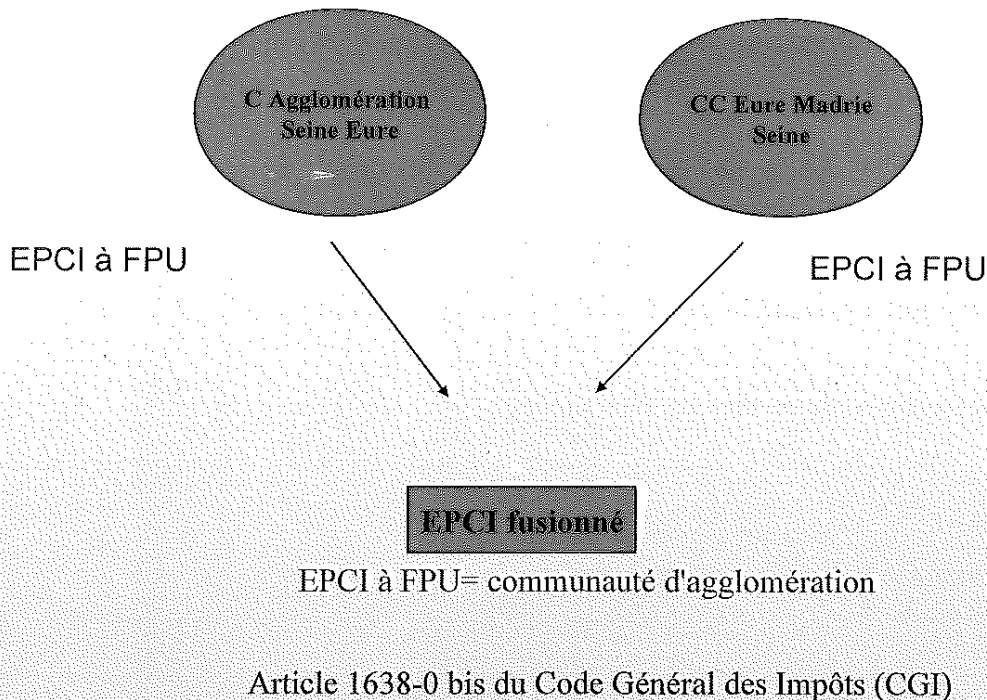 C Agglomération
Seine Eure
CC Eure Madrie
Seine
EPCI à FPU
EPCI à FPU
EPCI fusionné
EPCI à FPU= communauté d'agglomération
Article 1638-0 bis du Code Général des Impôts (CGI)